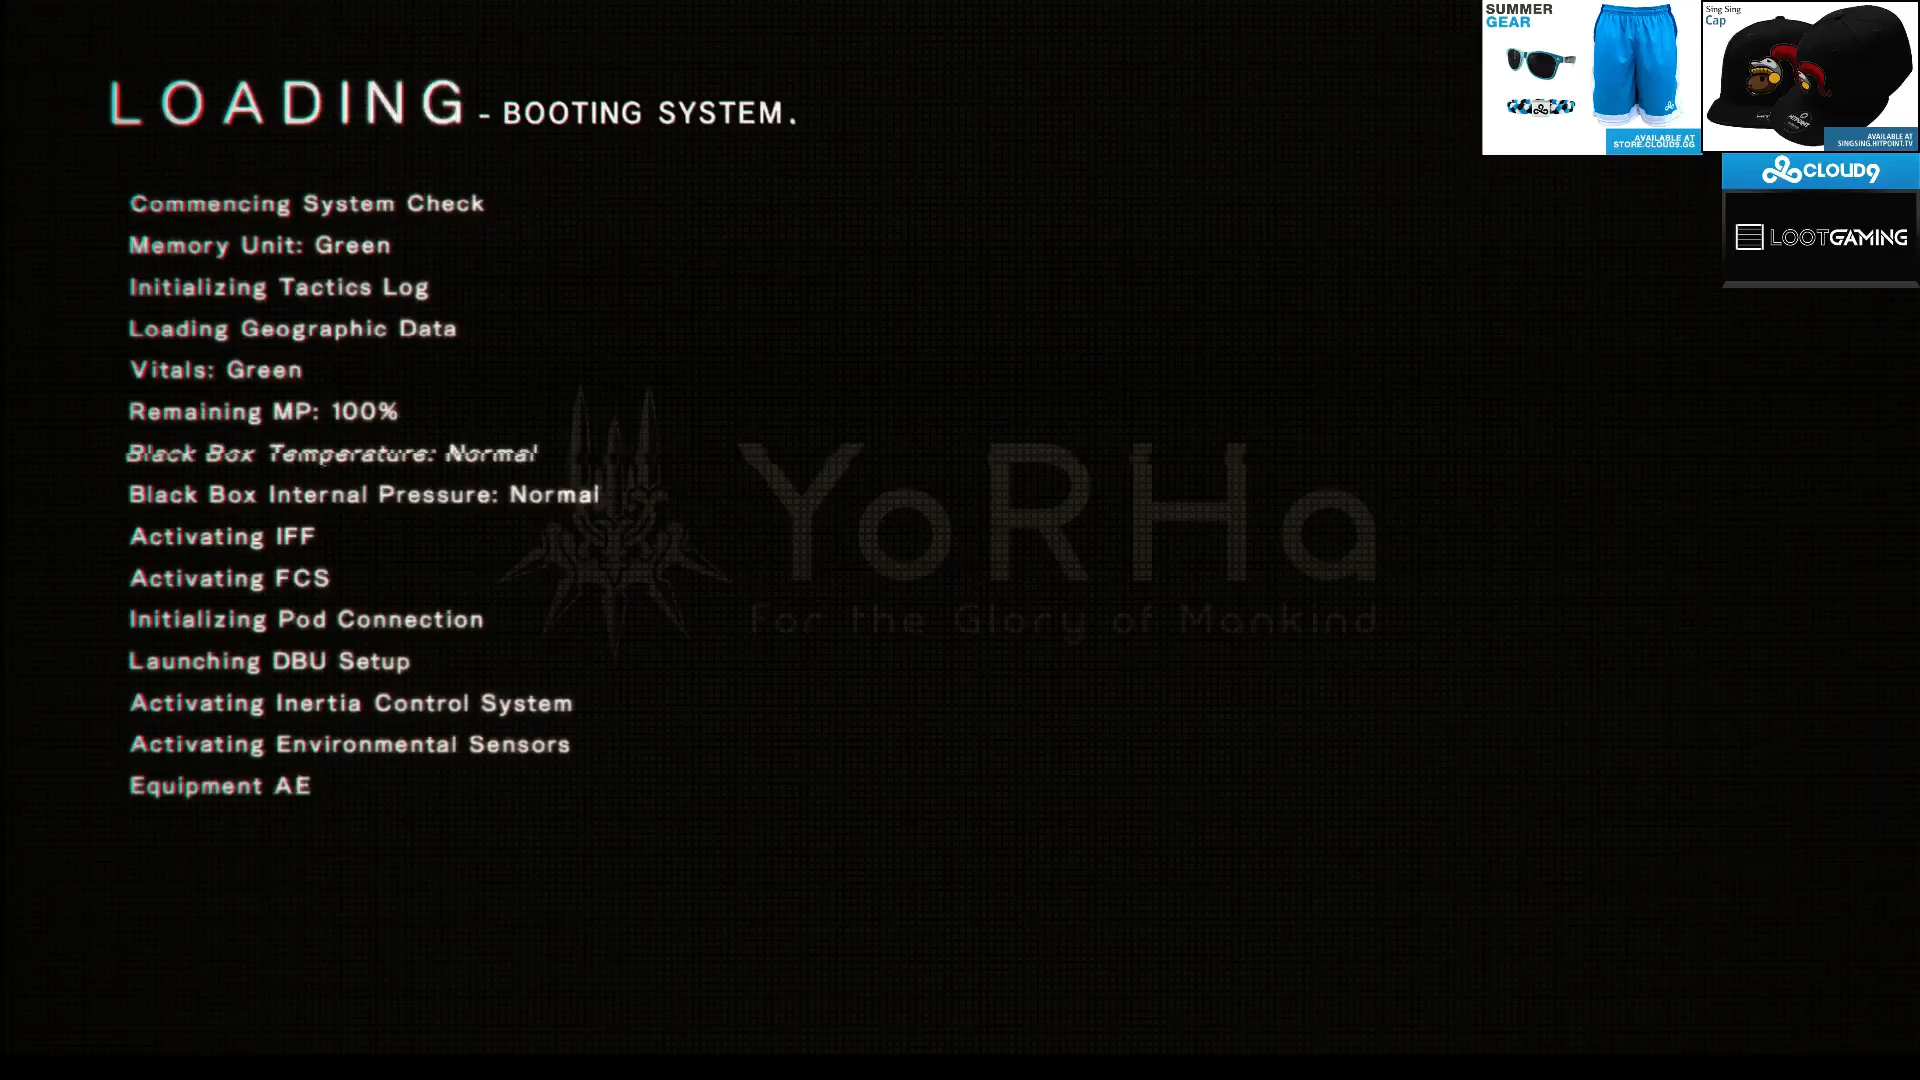 LOADING - BOOTING SYSTEM.
Commencing System Check
Memory Unit: Green
Initializing Tactics Log
Loading Geographic Data
Vitals: Green
Remaining MP: 100%
Black Box Temperature: Normal
Black Box Internal Pressure: Normal
Activating IFF
Activating FCS
Initializing Pod Connection
Launching DBU Setup
Activating Inertia Control System
Activating Environmental Sensors
Equipment AE
YoRHa
For the Glory of Mankind
SUMMER
GEAR
AVAILABLE AT
STORE.CLOUD9.GG
Sing Sing
Cap
HITPOINT
AVAILABLE AT
SINGSING.HITPOINT.TV
CLOUD9
LOOTGAMING